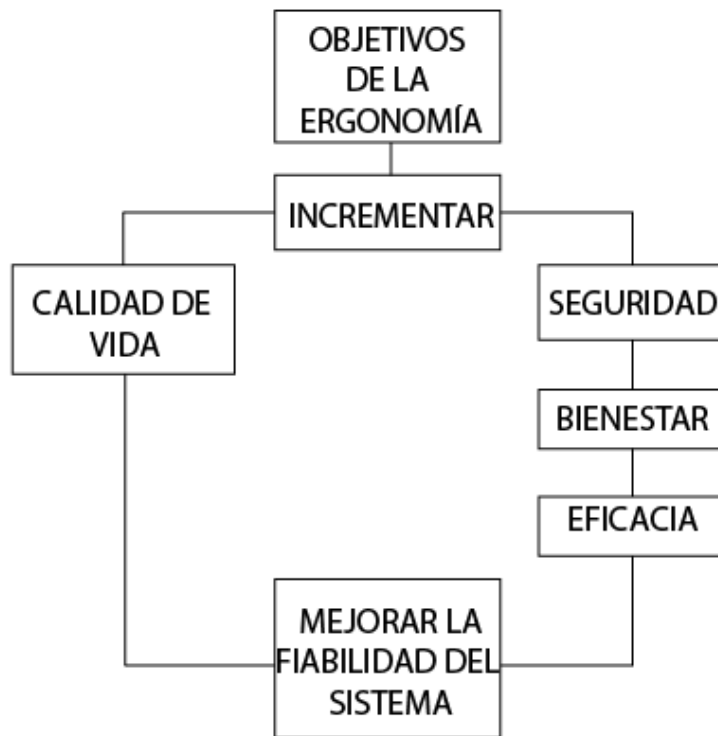 OBJETIVOS
DE LA
ERGONOMÍA
INCREMENTAR
CALIDAD DE
VIDA
SEGURIDAD
BIENESTAR
EFICACIA
MEJORAR LA
FIABILIDAD DEL
SISTEMA